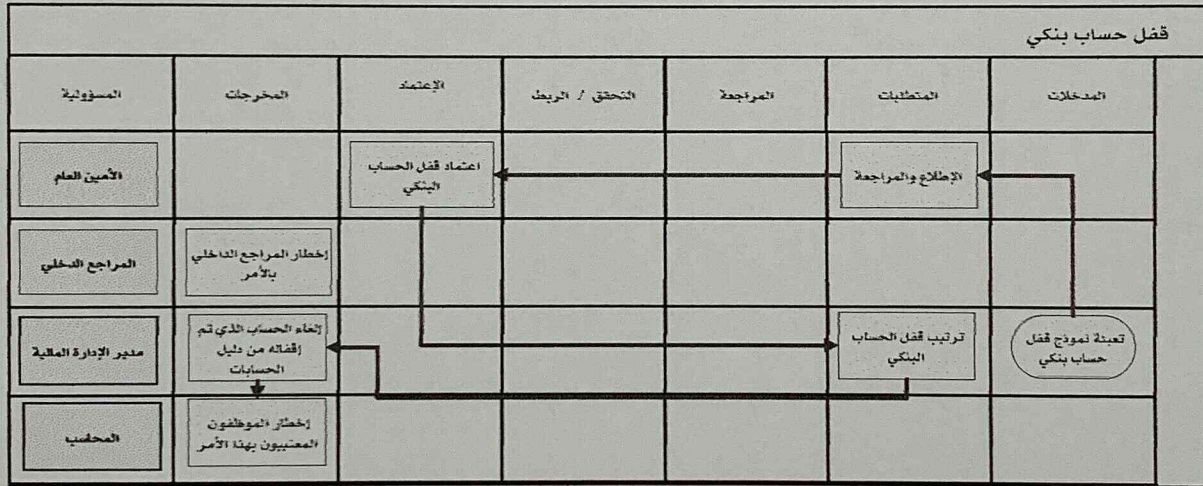 قفل حساب بنكي
المدخلات
المتطلبات
المراجعة
التحقق / الربط
الإعتماد
المخرجات
المسؤولية
الإطلاع والمراجعة
اعتماد قفل الحساب
البنكي
الأمين العام
إخطار المراجع الداخلي
بالأمر
المراجع الدخلي
تعبئة نموذج قفل
حساب بنكي
ترتيب قفل الحساب
البنكي
إلغاء الحساب الذي تم
إقفاله من دليل
الحسابات
مدير الإدارة المالية
إخطار الموظفون
المعنييون بهذا الأمر
المحاسب